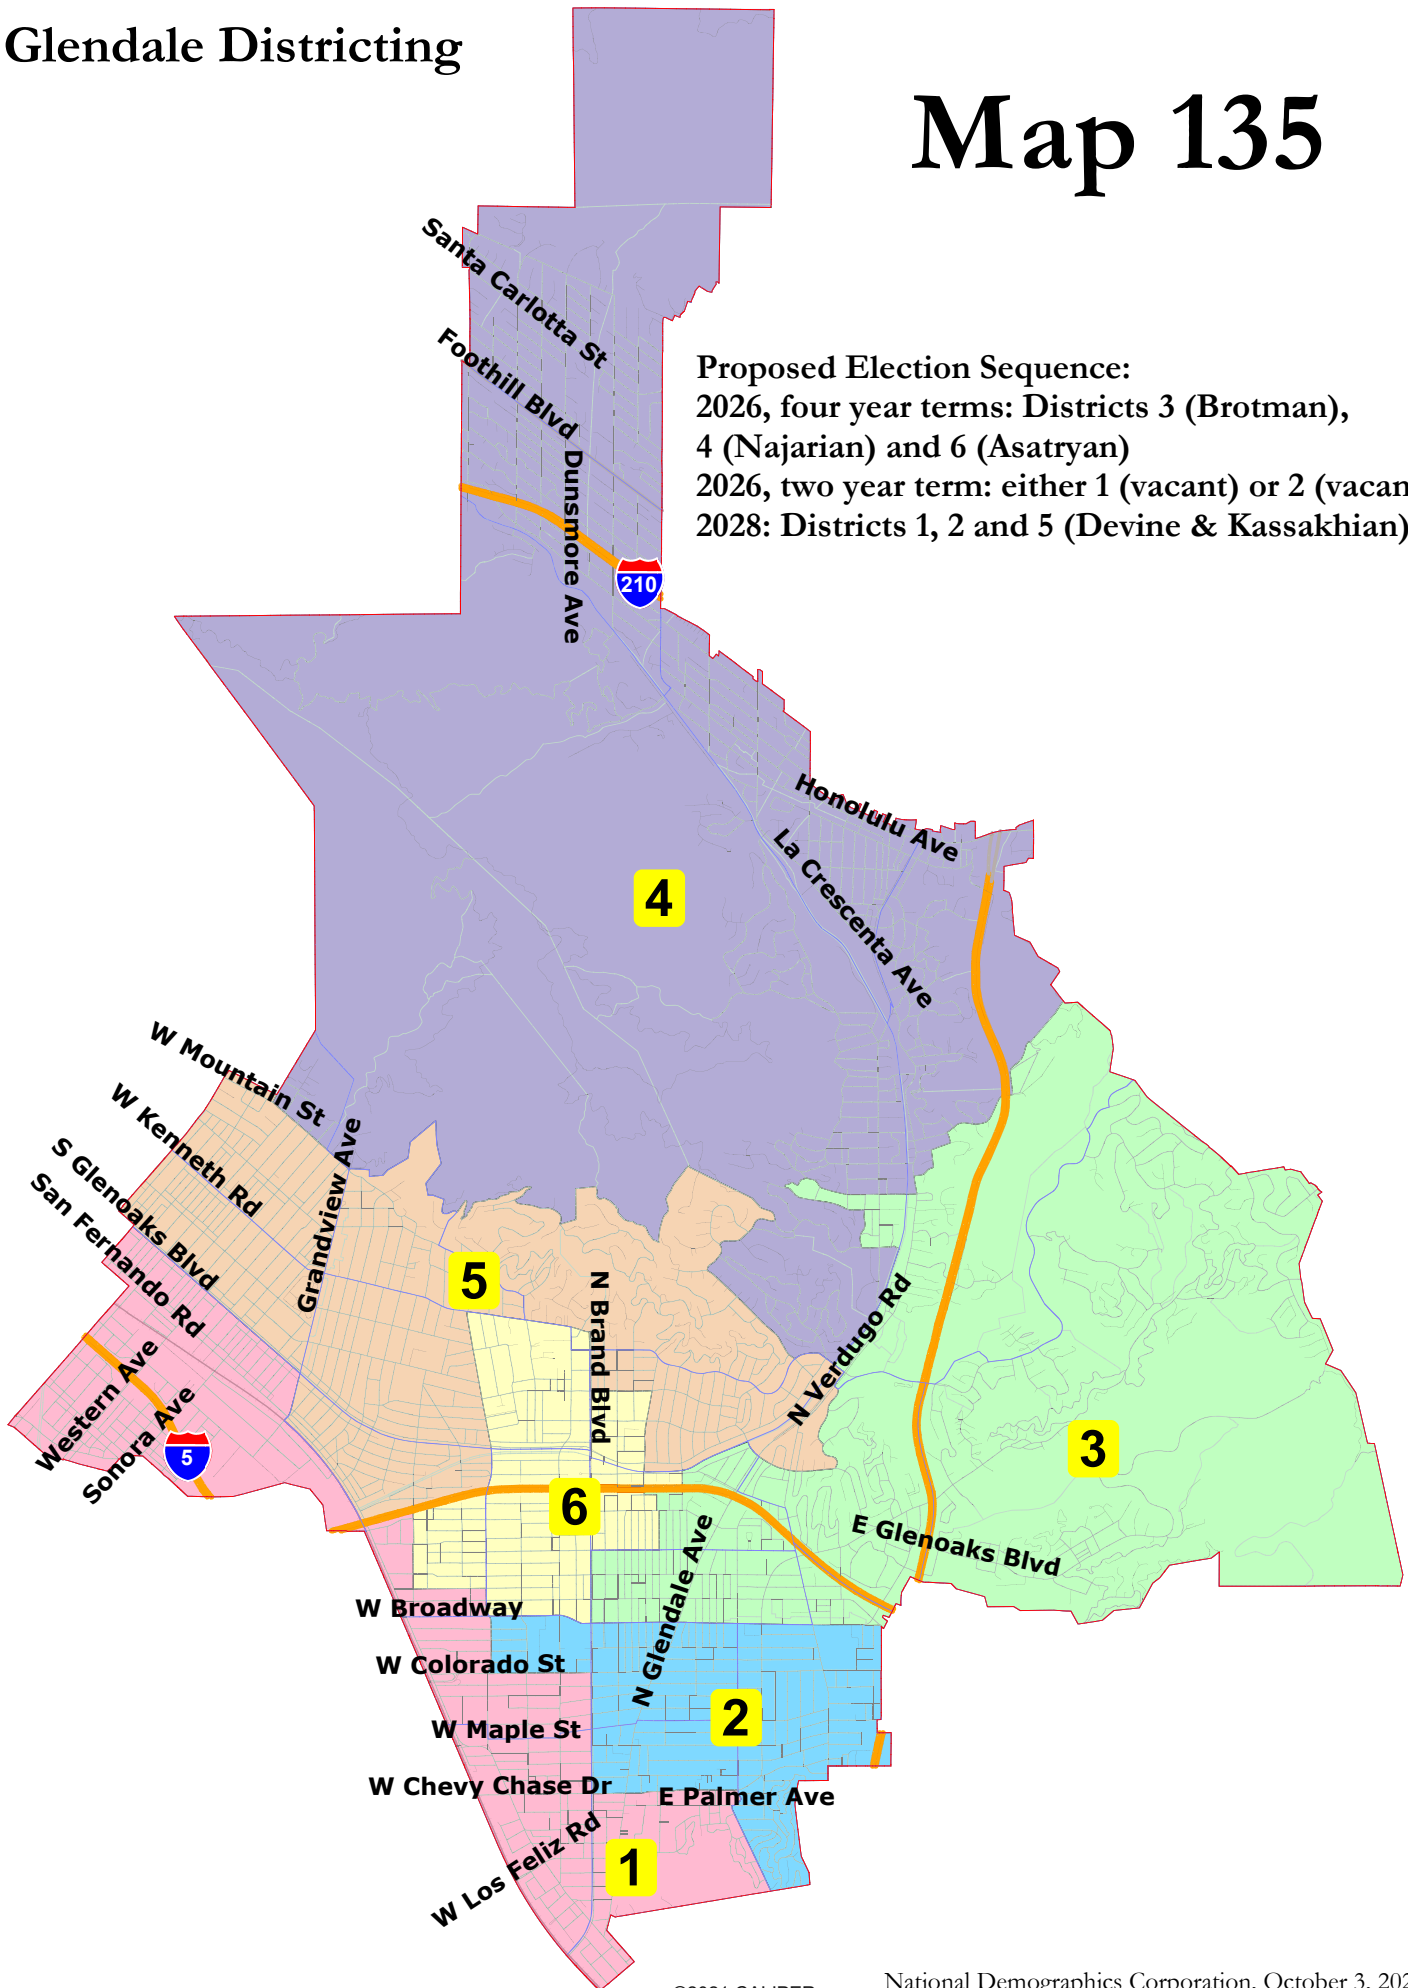 Glendale Districting
Map 135
Santa Carlotta St
Foothill Blvd
Dunsmore Ave
Proposed Election Sequence:
2026, four year terms: Districts 3 (Brotman),
4 (Najarian) and 6 (Asatryan)
2026, two year term: either 1 (vacant) or 2 (vacan
2028: Districts 1, 2 and 5 (Devine & Kassakhian)
210
Honolulu Ave
La Crescenta Ave
4
W Mountain St
W Kenneth Rd
S Glenoaks Blvd
San Fernando Rd
Grandview Ave
5
N Brand Blvd
N Verdugo Rd
Western Ave
Sonora Ave
5
3
6
E Glenoaks Blvd
N Glendale Ave
W Broadway
W Colorado St
2
W Maple St
W Chevy Chase Dr
E Palmer Ave
1
W Los Feliz Rd
National Demographics Corporation, October 3, 202